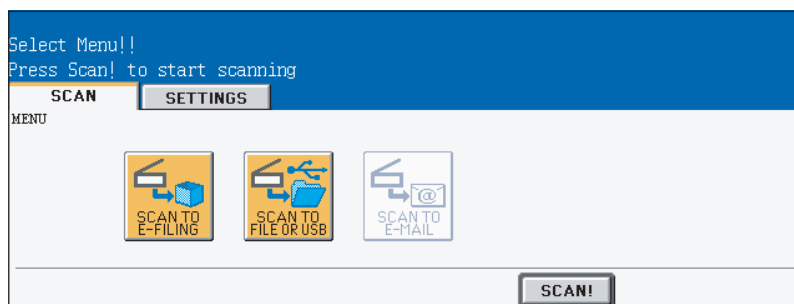 Select Menu!!
Press Scan! to start scanning
SCAN SETTINGS
MENU
SCAN TO
E-FILING
SCAN TO
FILE OR USB
SCAN TO
E-MAIL
SCAN!